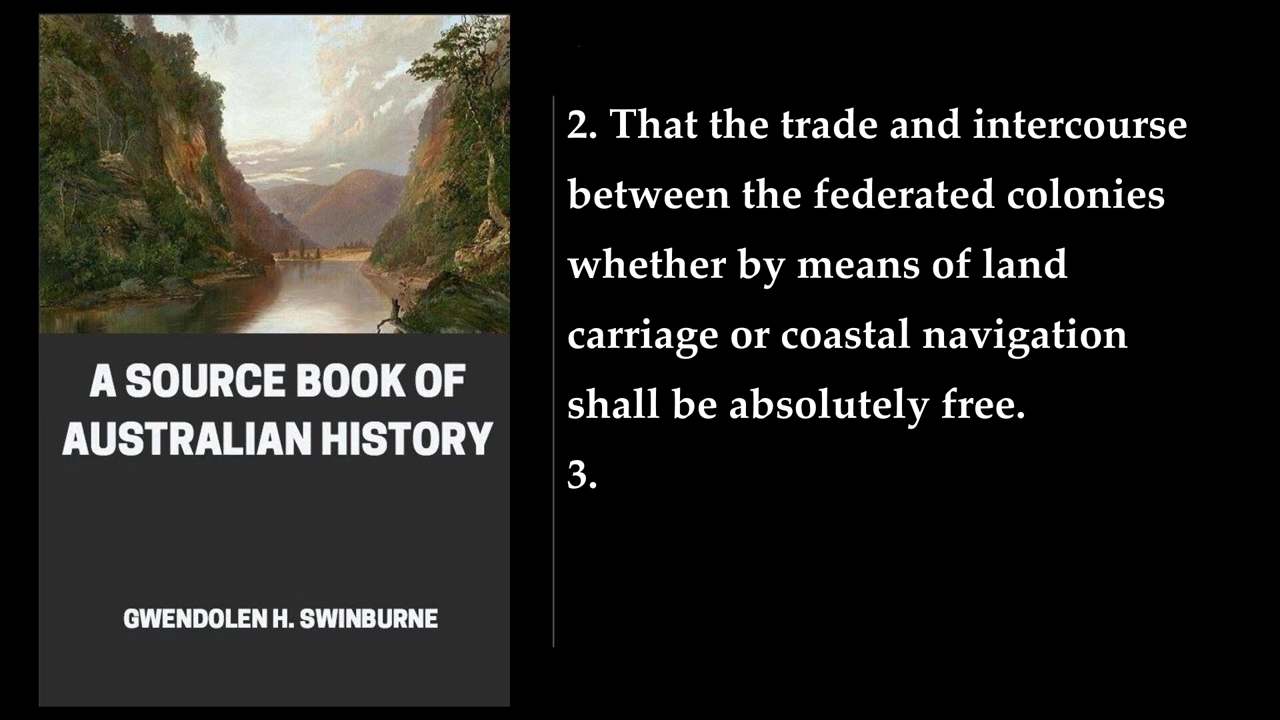 A SOURCE BOOK OF
AUSTRALIAN HISTORY
GWENDOLEN H. SWINBURNE
2. That the trade and intercourse
between the federated colonies
whether by means of land
carriage or coastal navigation
shall be absolutely free.
3.